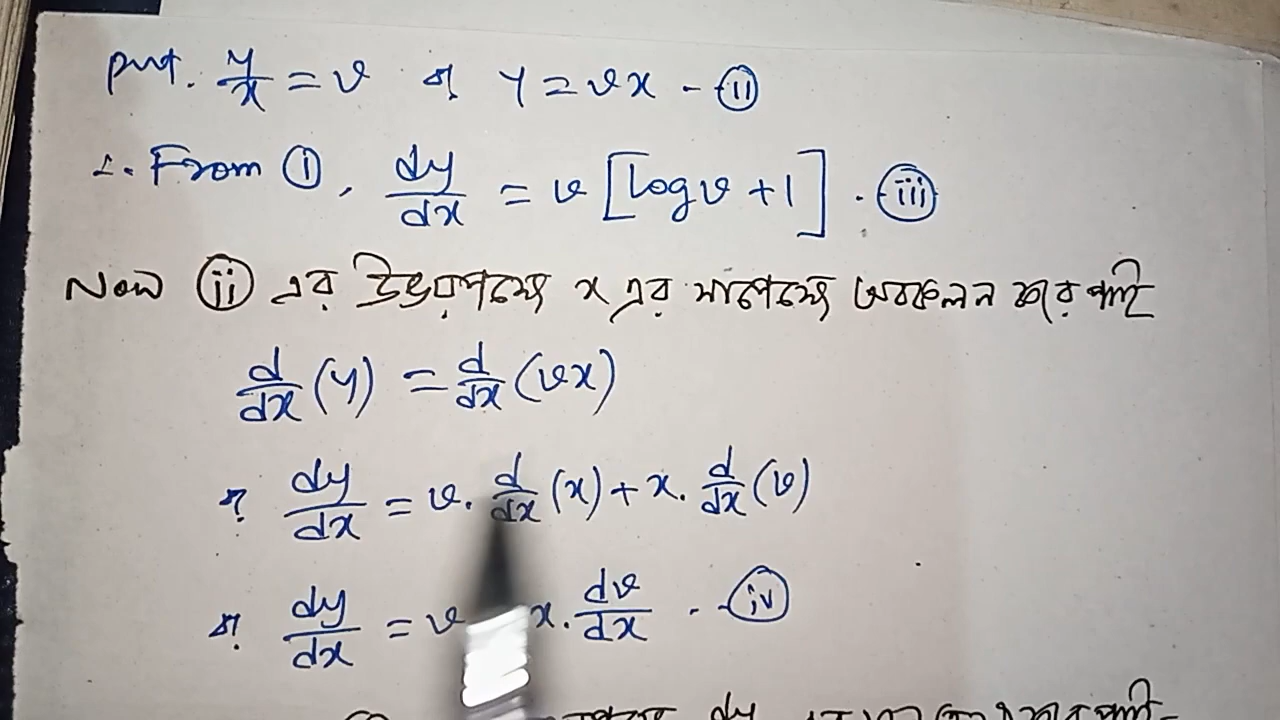 put. y/x = v বা y = vx - (ii)
∴ From (i), dy/dx = v [log v + 1] . (iii)
Now (ii) এর উভয়পক্ষে x এর সাপেক্ষে অবকলন করে পাই
d/dx (y) = d/dx (vx)
বা dy/dx = v. d/dx (x) + x. d/dx (v)
বা dy/dx = v x. dv/dx - - (iv)
dy